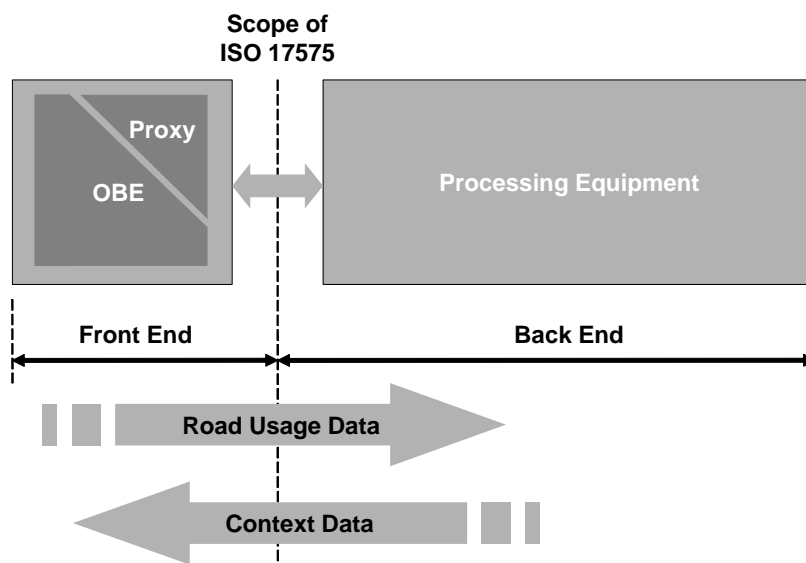 Scope of
ISO 17575
Proxy
OBE
Processing Equipment
Front End
Back End
Road Usage Data
Context Data